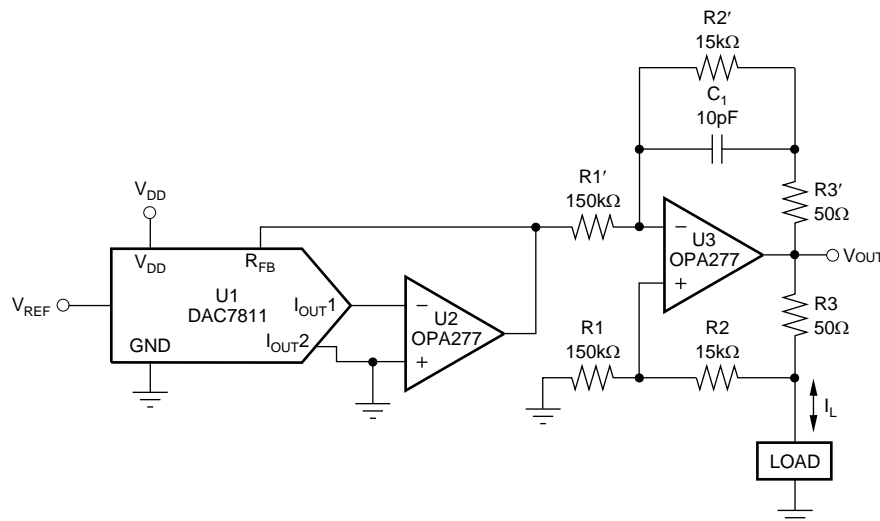 R2′
15kΩ
C1
10pF
R1′
150kΩ
R3′
50Ω
VDD
VDD
RFB
U3
OPA277
VOUT
VREF
U1
DAC7811
IOUT1
U2
OPA277
R3
50Ω
GND
IOUT2
R1
150kΩ
R2
15kΩ
IL
LOAD